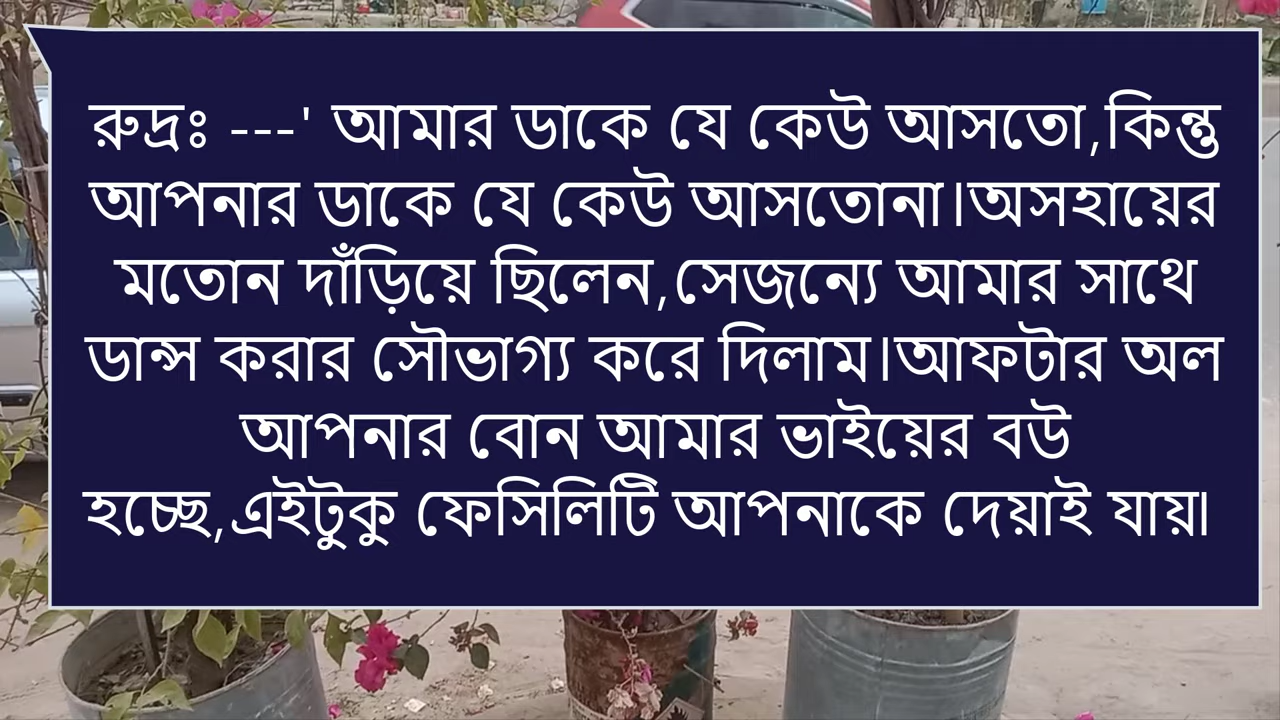 রুদ্রঃ ---' আমার ডাকে যে কেউ আসতো,কিন্তু
আপনার ডাকে যে কেউ আসতোনা।অসহায়ের
মতোন দাঁড়িয়ে ছিলেন,সেজন্যে আমার সাথে
ডান্স করার সৌভাগ্য করে দিলাম।আফটার অল
আপনার বোন আমার ভাইয়ের বউ
হচ্ছে,এইটুকু ফেসিলিটি আপনাকে দেয়াই যায়।